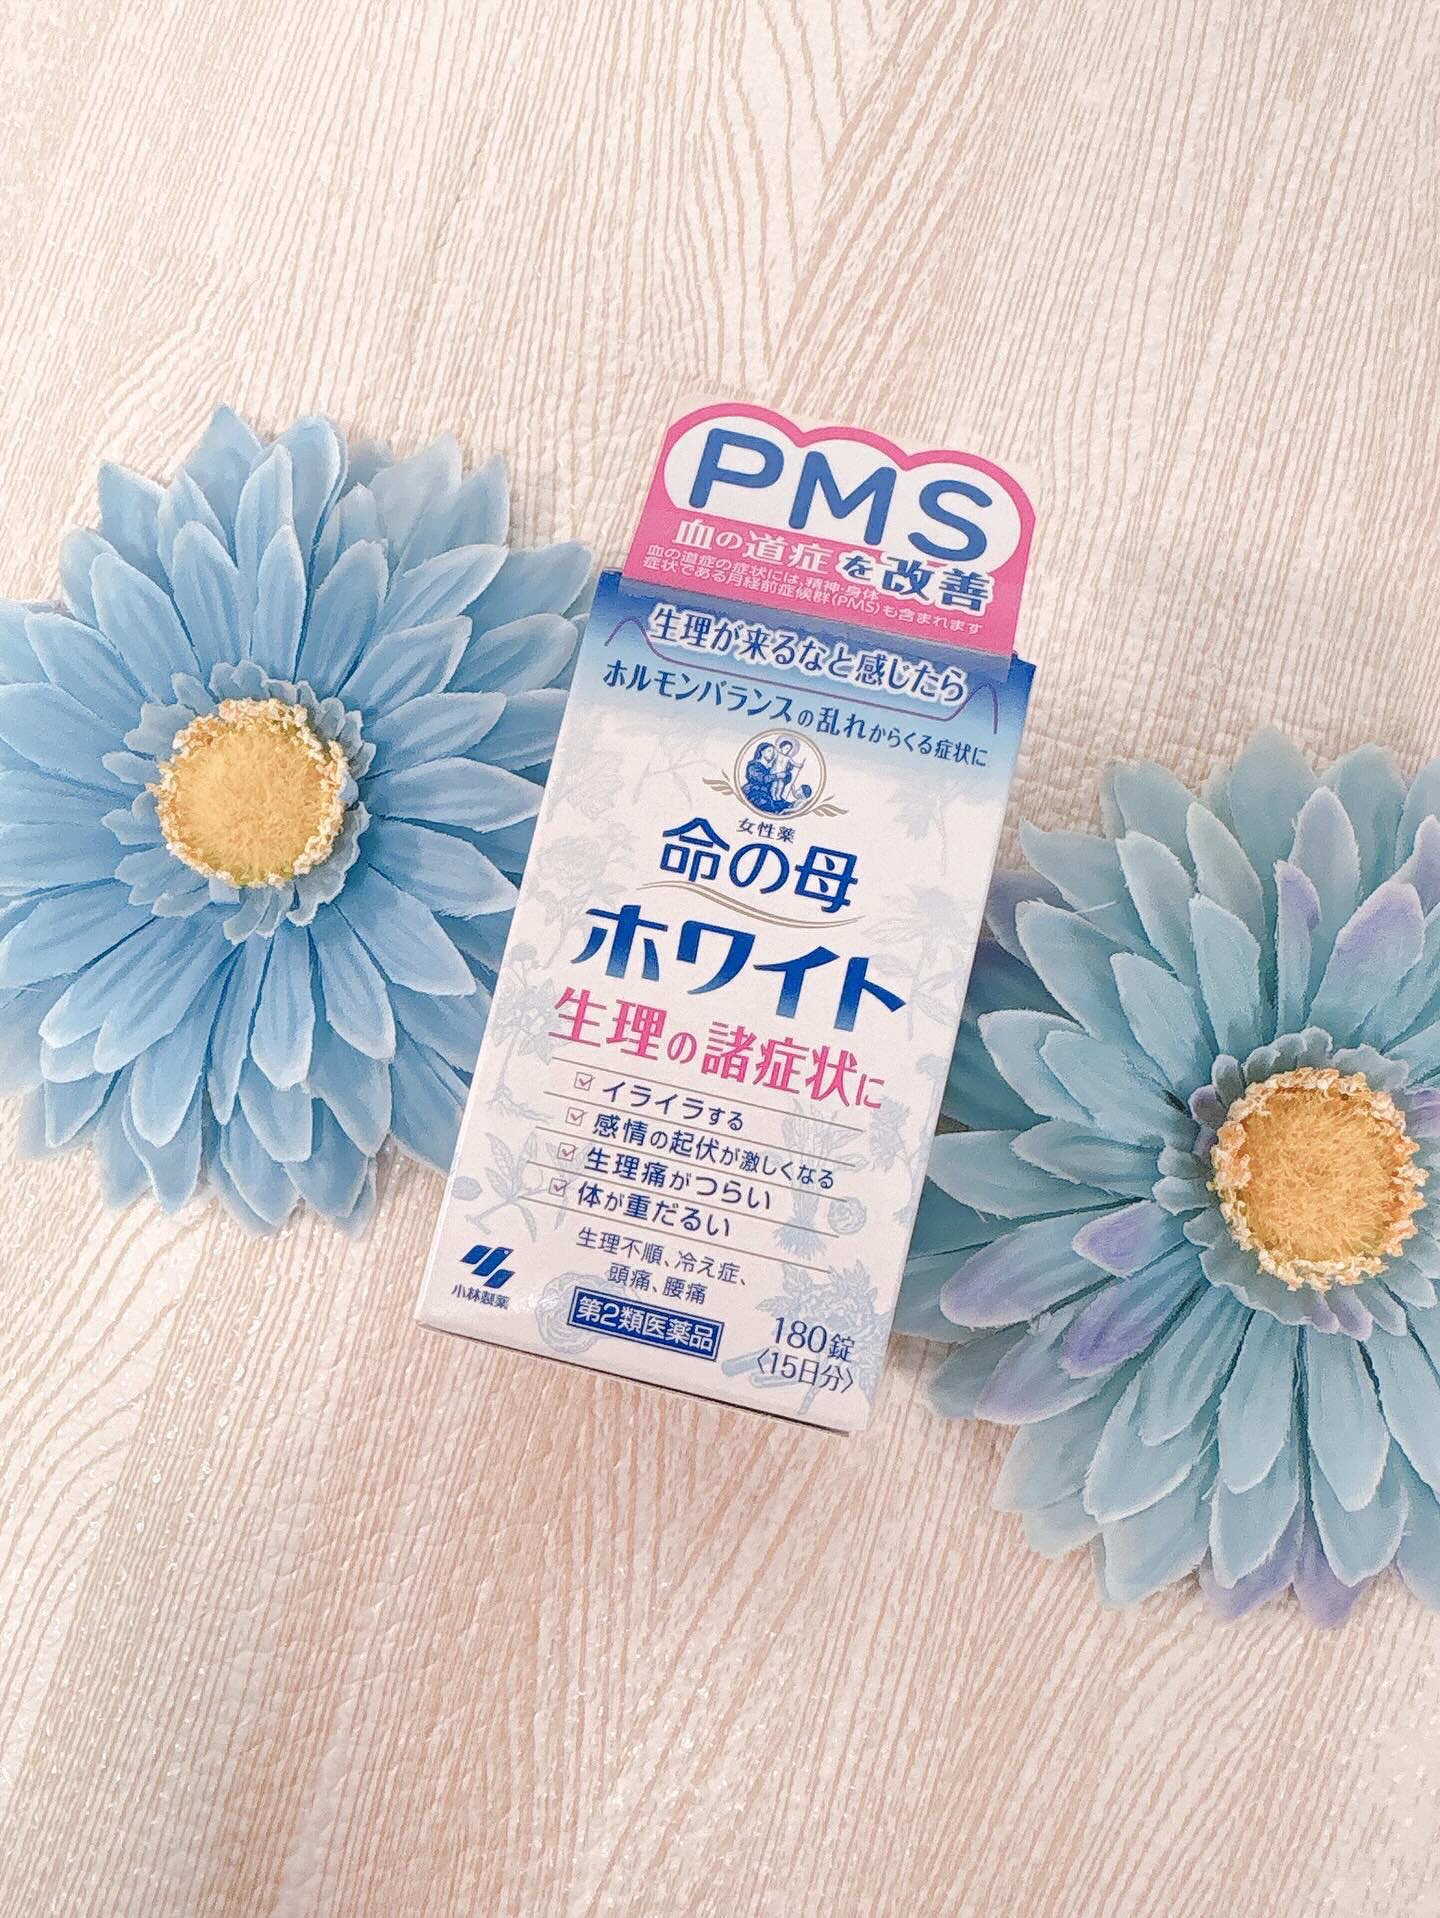 PMS
血の道症を改善
血の道症の症状には、精神・身体
症状である月経前症候群(PMS)も含まれます
生理が来るなと感じたら
ホルモンバランスの乱れからくる症状に
女性薬
命の母
ホワイト
生理の諸症状に
イライラする
感情の起伏が激しくなる
生理痛がつらい
体が重だるい
生理不順、冷え症、
頭痛、腰痛
小林製薬
第2類医薬品
180錠
〈15日分〉